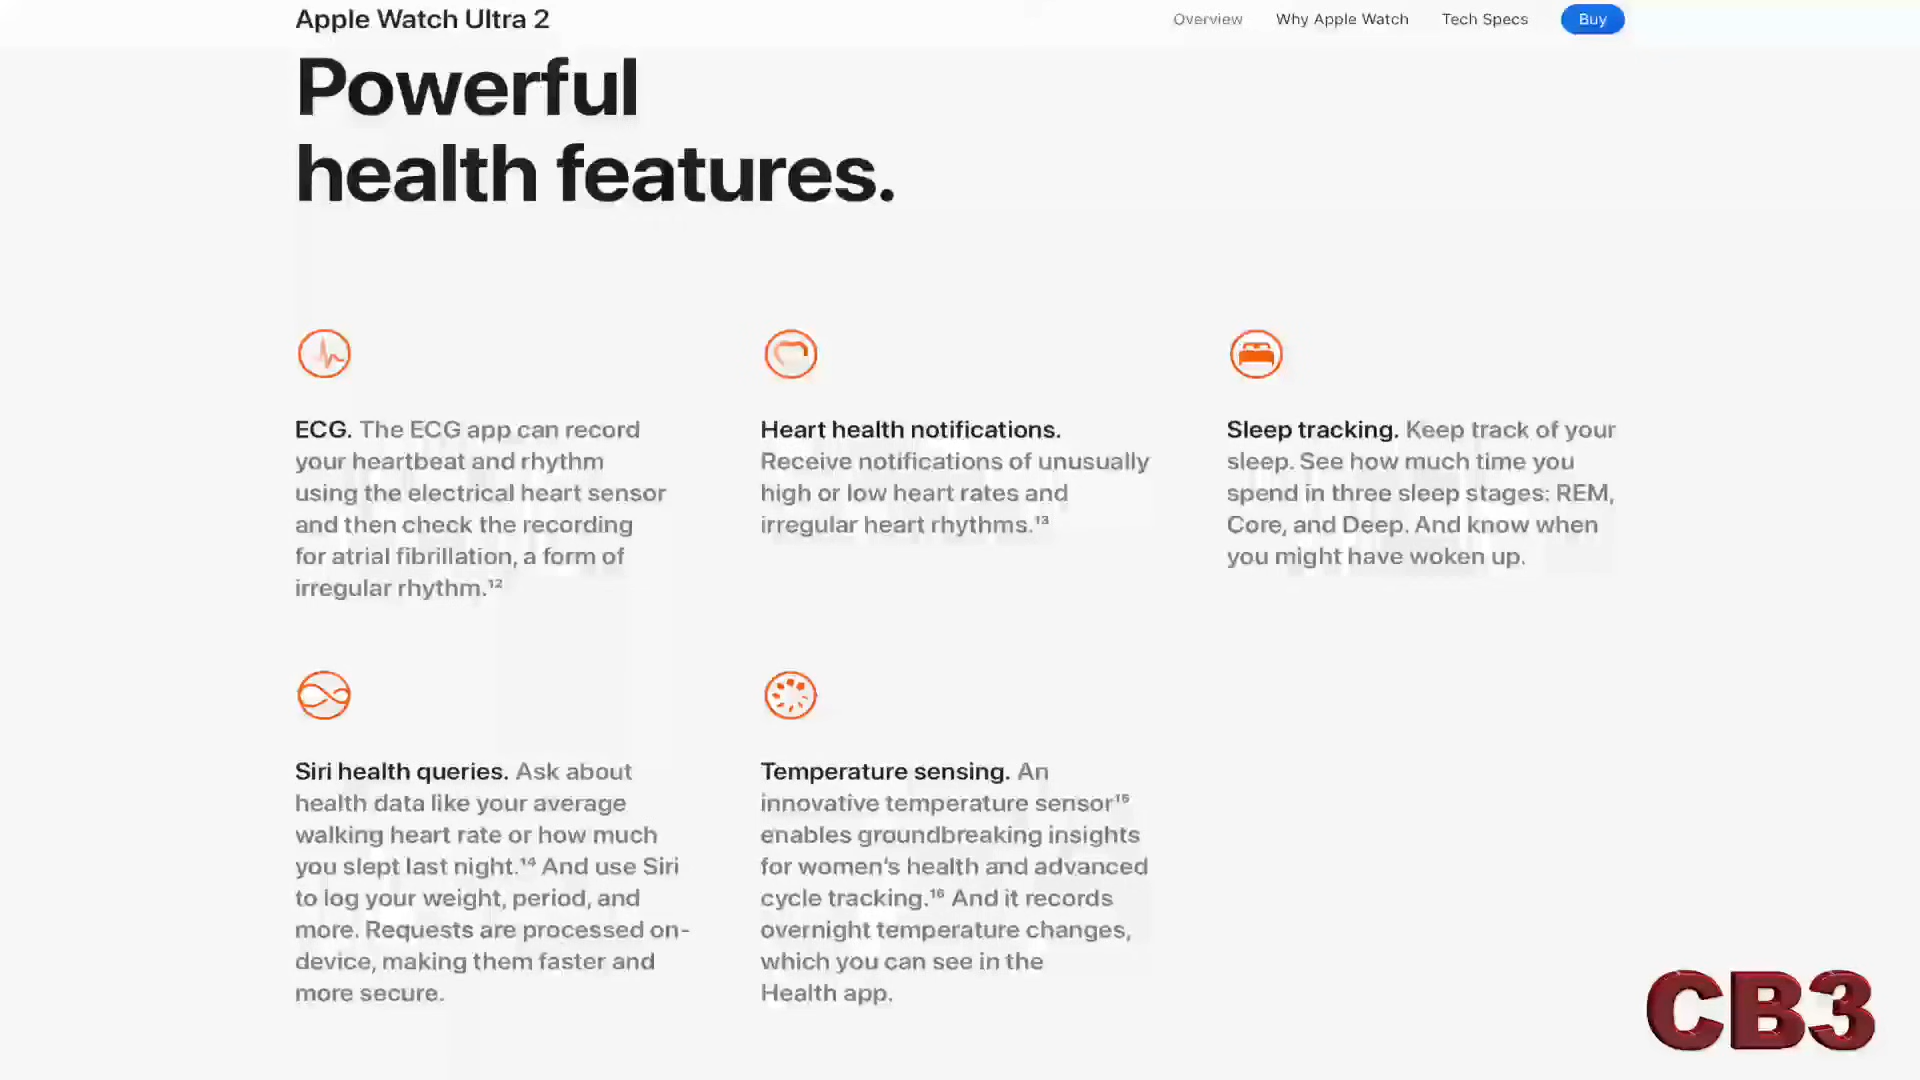 Apple Watch Ultra 2
Overview
Why Apple Watch
Tech Specs
Buy
Powerful
health features.
ECG. The ECG app can record
your heartbeat and rhythm
using the electrical heart sensor
and then check the recording
for atrial fibrillation, a form of
irregular rhythm.¹²
Heart health notifications.
Receive notifications of unusually
high or low heart rates and
irregular heart rhythms.¹³
Sleep tracking. Keep track of your
sleep. See how much time you
spend in three sleep stages: REM,
Core, and Deep. And know when
you might have woken up.
Siri health queries. Ask about
health data like your average
walking heart rate or how much
you slept last night.¹⁴ And use Siri
to log your weight, period, and
more. Requests are processed on-
device, making them faster and
more secure.
Temperature sensing. An
innovative temperature sensor¹⁵
enables groundbreaking insights
for women's health and advanced
cycle tracking.¹⁶ And it records
overnight temperature changes,
which you can see in the
Health app.
CB3